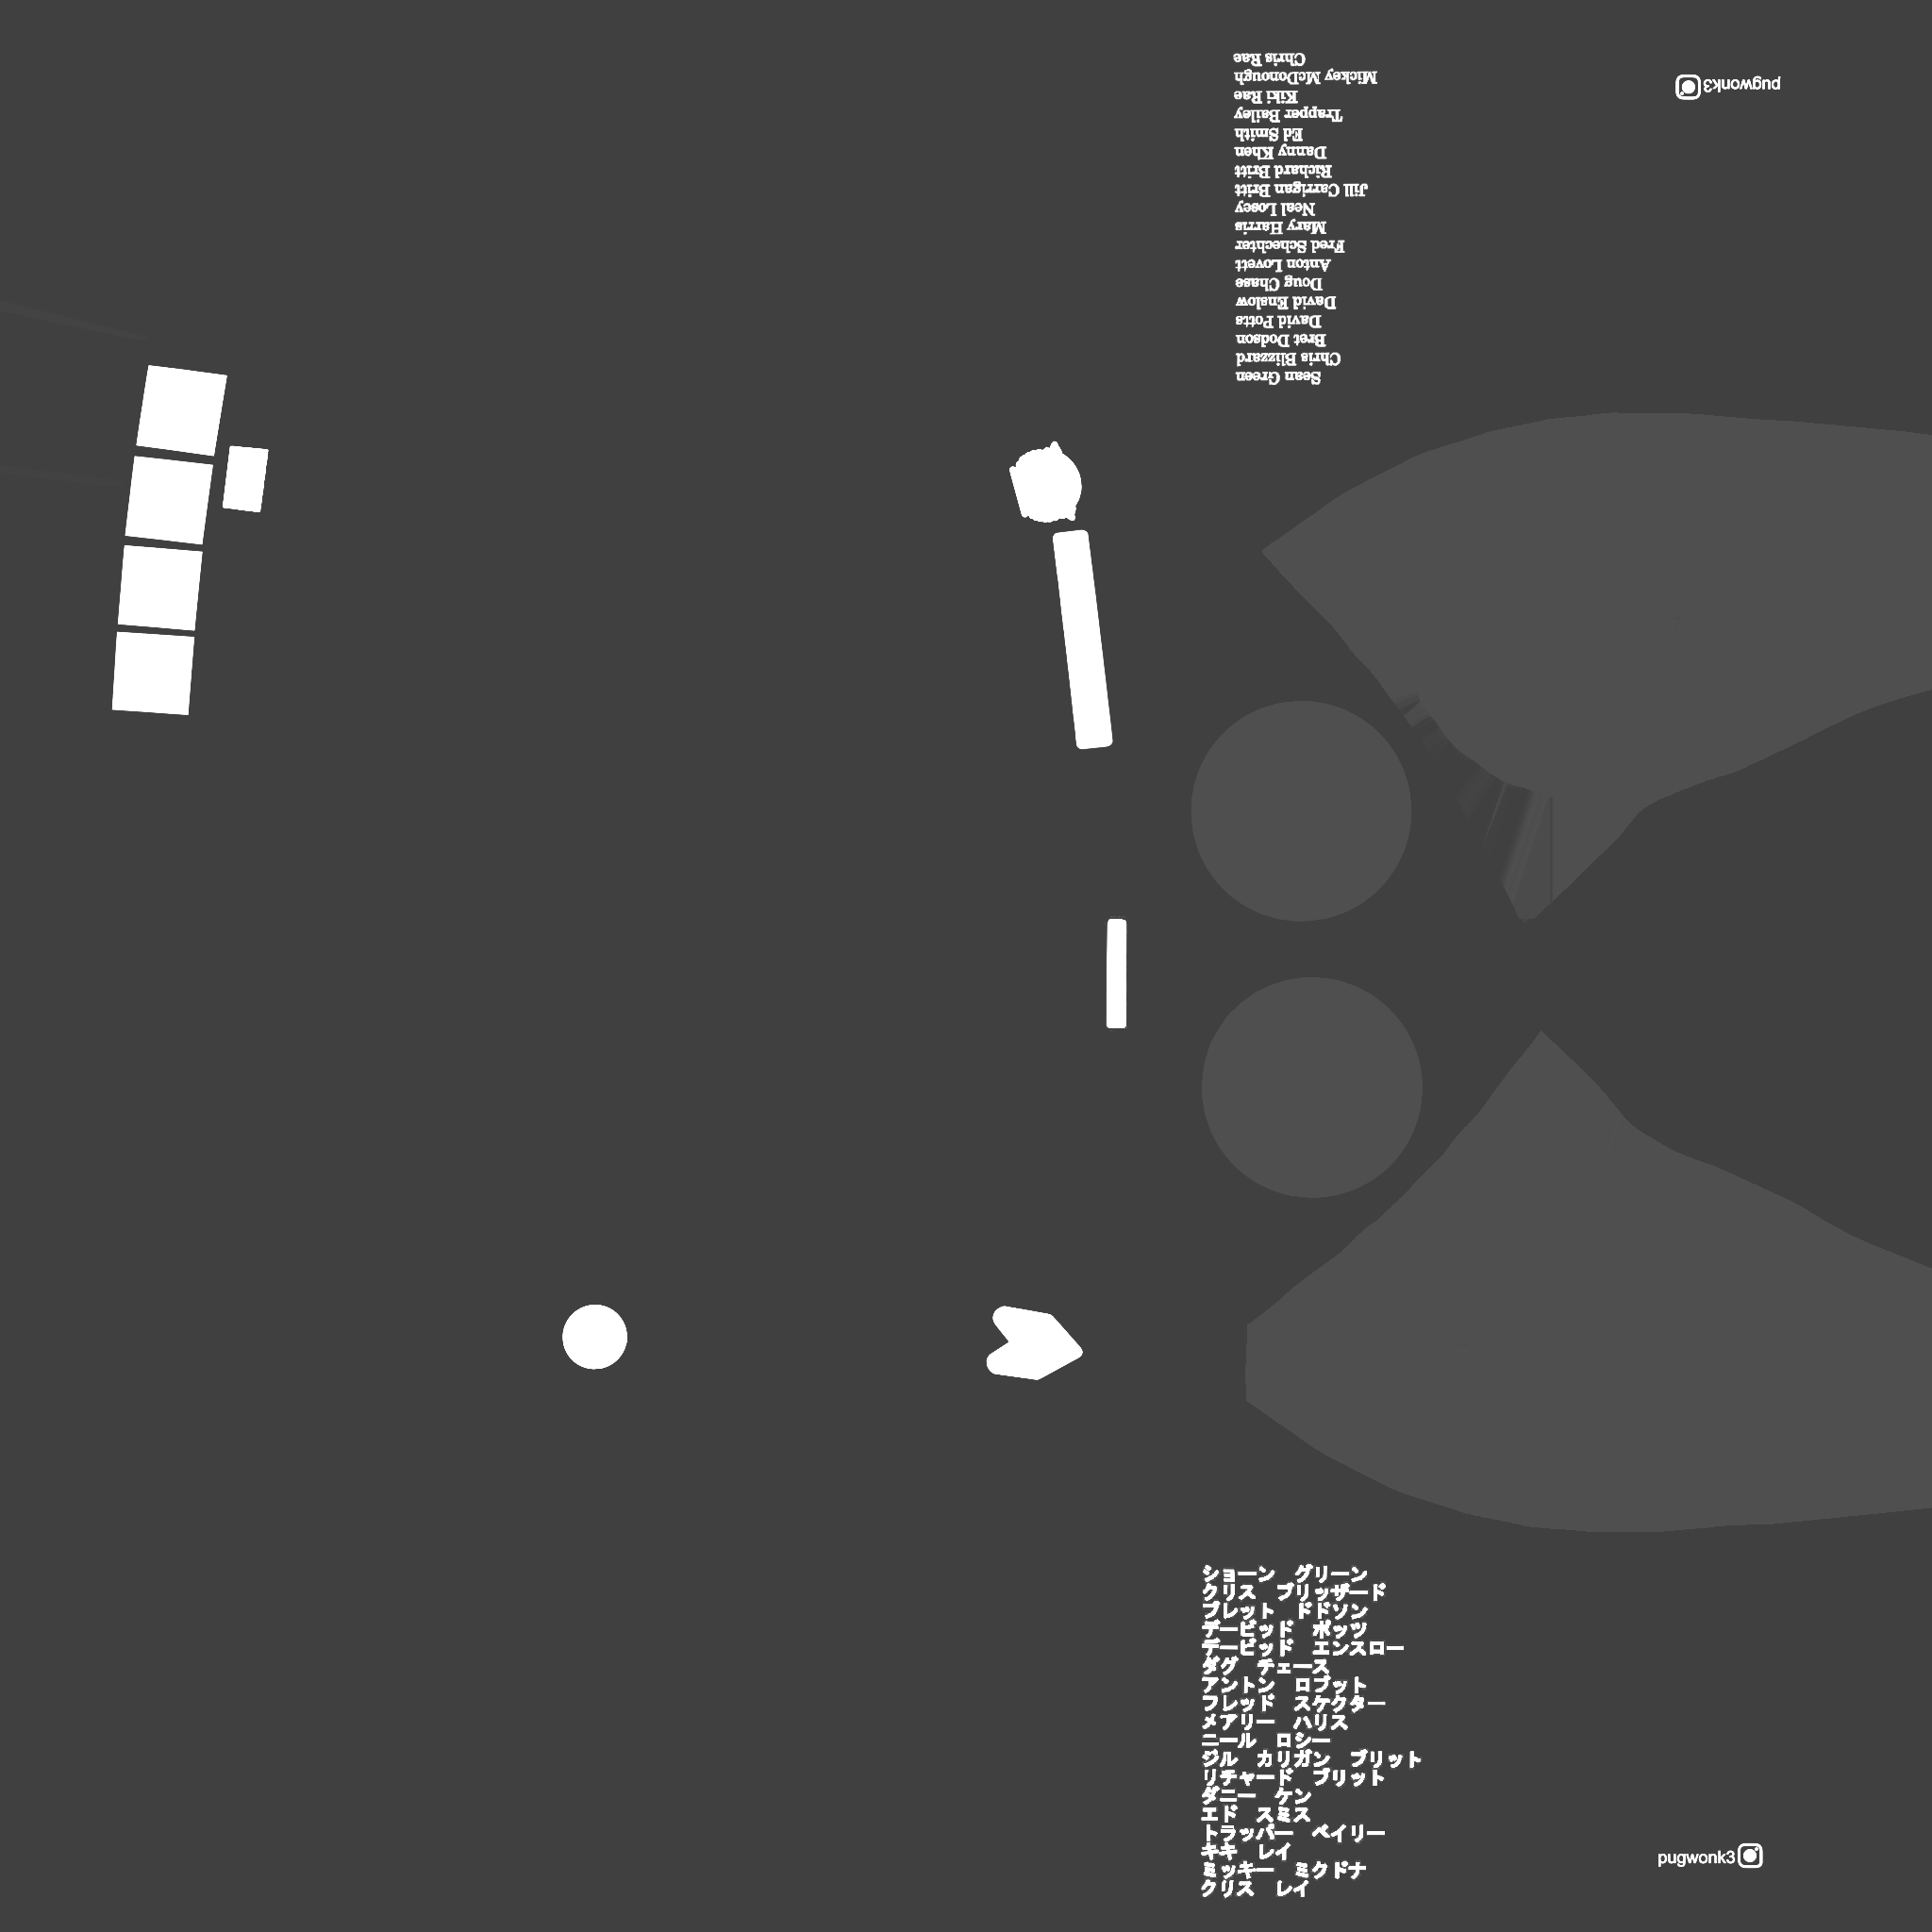 pugwonk3
Sean Green
Chris Blizzard
Bret Dodson
David Potts
David Enslow
Doug Chase
Anton Lovett
Fred Schechter
Mary Harris
Neal Losey
Jill Carrigan Britt
Richard Britt
Danny Khen
Ed Smith
Trapper Bailey
Kiki Rae
Mickey McDonough
Chris Rae
ショーン　グリーン
クリス　ブリッザード
ブレット　ドドソン
デービッド　ポッツ
デービッド　エンスロー
ダグ　チェース
アントン　ロブット
フレッド　スケクター
メアリー　ハリス
ニール　ロシー
ジル　カリガン　ブリット
リチャード　ブリット
ダニー　ケン
エド　スミス
トラッパー　ベイリー
キキ　レイ
ミッキー　ミクドナ
クリス　レイ
pugwonk3